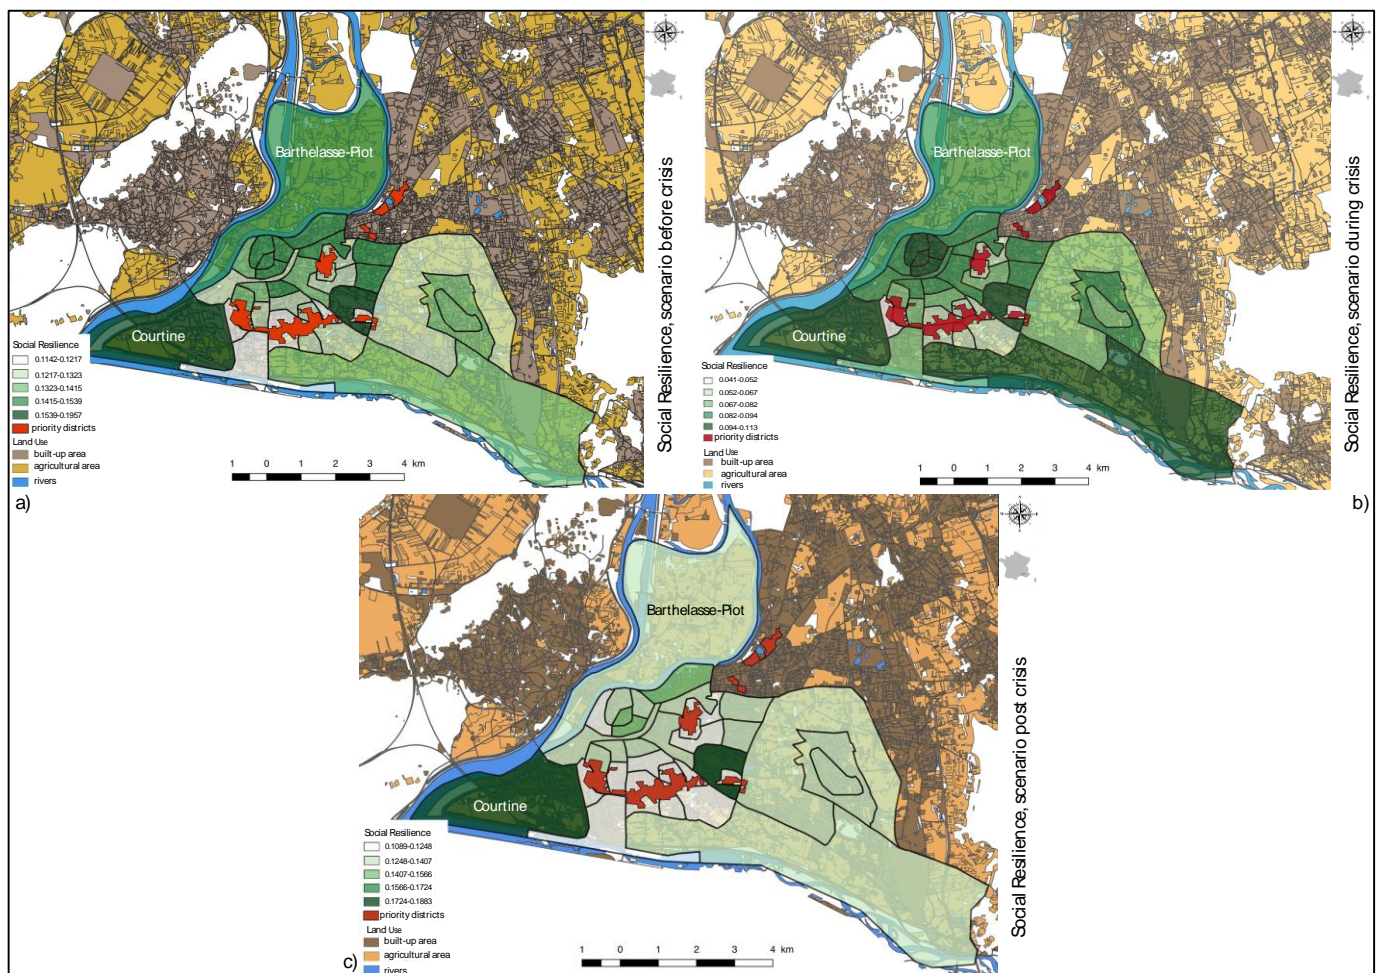 Barthelasse-Piot
Courtine
Social Resilience
0.1142-0.1217
0.1217-0.1323
0.1323-0.1415
0.1415-0.1539
0.1539-0.1957
priority districts
Land Use
built-up area
agricultural area
rivers
1 0 1 2 3 4 km
a)
Social Resilience, scenario before crisis
Barthelasse-Piot
Courtine
Social Resilience
0.041-0.052
0.052-0.067
0.067-0.082
0.082-0.094
0.094-0.113
priority districts
Land Use
built-up area
agricultural area
rivers
1 0 1 2 3 4 km
b)
Social Resilience, scenario during crisis
Barthelasse-Piot
Courtine
Social Resilience
0.1089-0.1248
0.1248-0.1407
0.1407-0.1566
0.1566-0.1724
0.1724-0.1883
priority districts
Land Use
built-up area
agricultural area
rivers
1 0 1 2 3 4 km
c)
Social Resilience, scenario post crisis